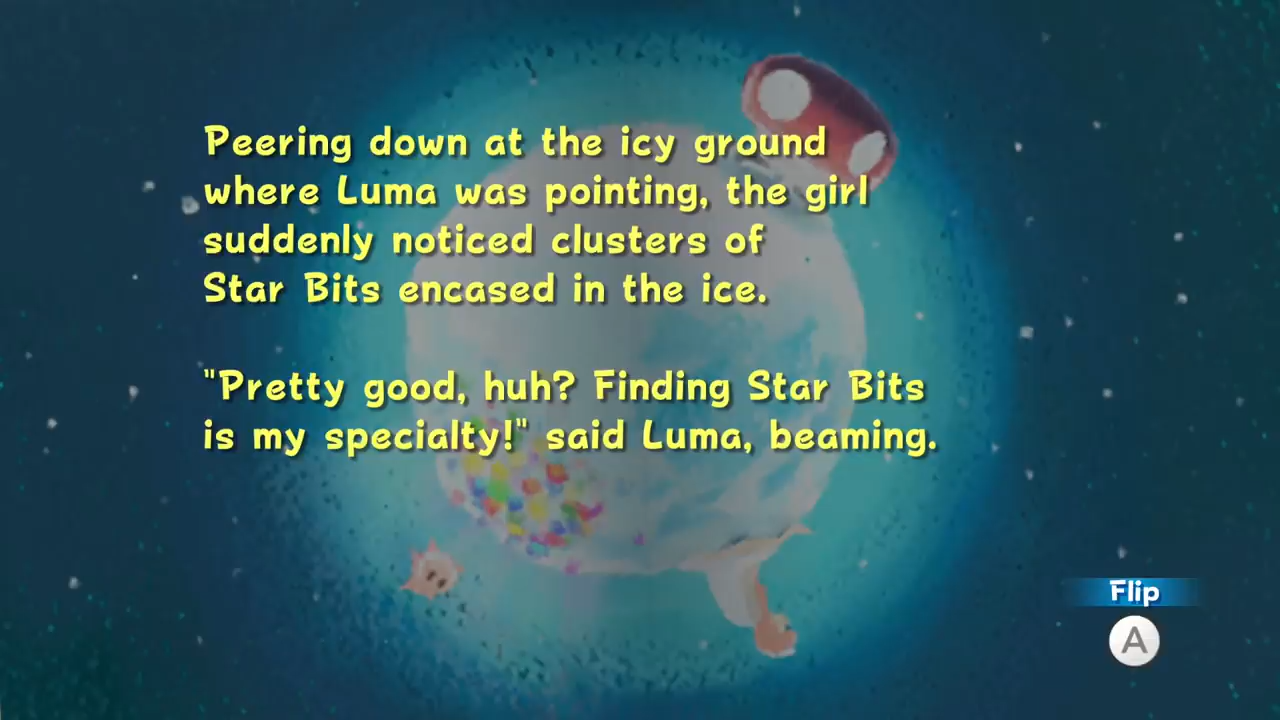 Peering down at the icy ground
where Luma was pointing, the girl
suddenly noticed clusters of
Star Bits encased in the ice.
"Pretty good, huh? Finding Star Bits
is my specialty!" said Luma, beaming.
Flip
A